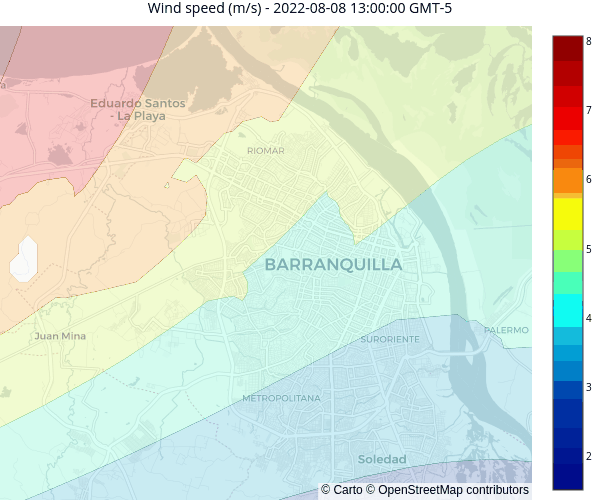 Wind speed (m/s) - 2022-08-08 13:00:00 GMT-5
8
7
6
5
4
3
2
Eduardo Santos
- La Playa
RIOMAR
BARRANQUILLA
Juan Mina
PALERMO
SURORIENTE
METROPOLITANA
Soledad
© Carto © OpenStreetMap contributors